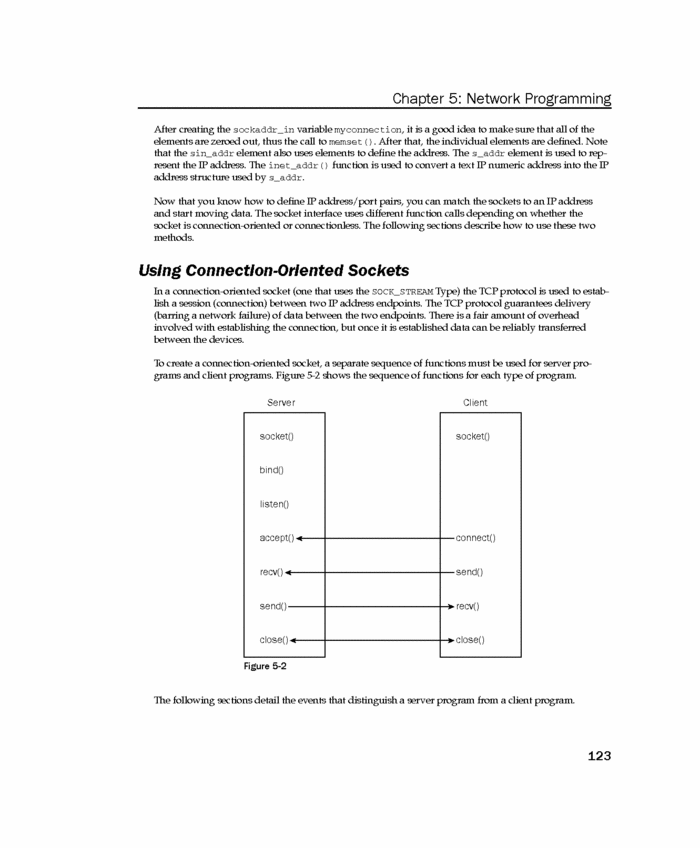 Chapter 5: Network Programming
After creating the sockaddr_in variable myconnection, it is a good idea to make sure that all of the
elements are zeroed out, thus the call to memset(). After that, the individual elements are defined. Note
that the sin_addr element also uses elements to define the address. The s_addr element is used to rep-
resent the IP address. The inet_addr() function is used to convert a text IP numeric address into the IP
address structure used by s_addr.
Now that you know how to define IP address/port pairs, you can match the sockets to an IP address
and start moving data. The socket interface uses different function calls depending on whether the
socket is connection-oriented or connectionless. The following sections describe how to use these two
methods.
Using Connection-Oriented Sockets
In a connection-oriented socket (one that uses the SOCK_STREAM Type) the TCP protocol is used to estab-
lish a session (connection) between two IP address endpoints. The TCP protocol guarantees delivery
(barring a network failure) of data between the two endpoints. There is a fair amount of overhead
involved with establishing the connection, but once it is established data can be reliably transferred
between the devices.
To create a connection-oriented socket, a separate sequence of functions must be used for server pro-
grams and client programs. Figure 5-2 shows the sequence of functions for each type of program.
Server Client
socket() socket()
bind()
listen()
accept() connect()
recv() send()
send() recv()
close() close()
Figure 5-2
The following sections detail the events that distinguish a server program from a client program.
123